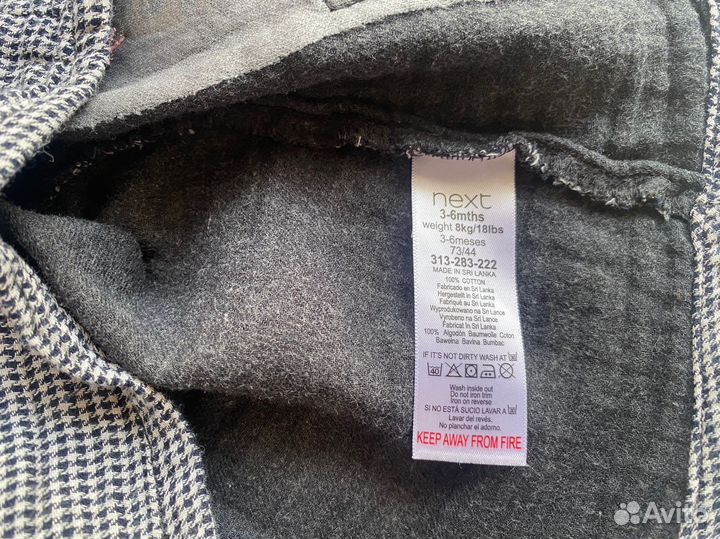 next
3-6mths
weight 8kg/18lbs
3-6meses
73/44
313-283-222
MADE IN SRI LANKA
100% COTTON
Fabricado en Sri Lanka
Hergestellt in Sri Lanka
Fabriqué au Sri Lanka
Wyprodukowano na Sri Lance
Vyrobeno na Sri Lance
Fabricat în Sri Lanka
100% Algodón Baumwolle Coton
Bawełna Bavlna Bumbac
IF IT'S NOT DIRTY WASH AT 30
40
Wash inside out
Do not iron trim
Iron on reverse
SI NO ESTÁ SUCIO LAVAR A 30
Lavar del revés.
No planchar el adorno.
KEEP AWAY FROM FIRE
Avito